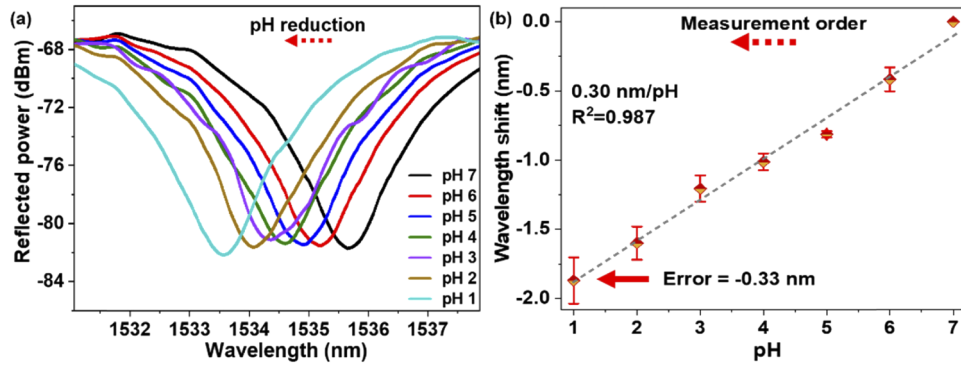 (a)
pH reduction
Reflected power (dBm)
-68
-72
-76
-80
-84
pH 7
pH 6
pH 5
pH 4
pH 3
pH 2
pH 1
1532 1533 1534 1535 1536 1537
Wavelength (nm)
(b)
Measurement order
Wavelength shift (nm)
0.0
-0.5
-1.0
-1.5
-2.0
0.30 nm/pH
R²=0.987
Error = -0.33 nm
1 2 3 4 5 6 7
pH